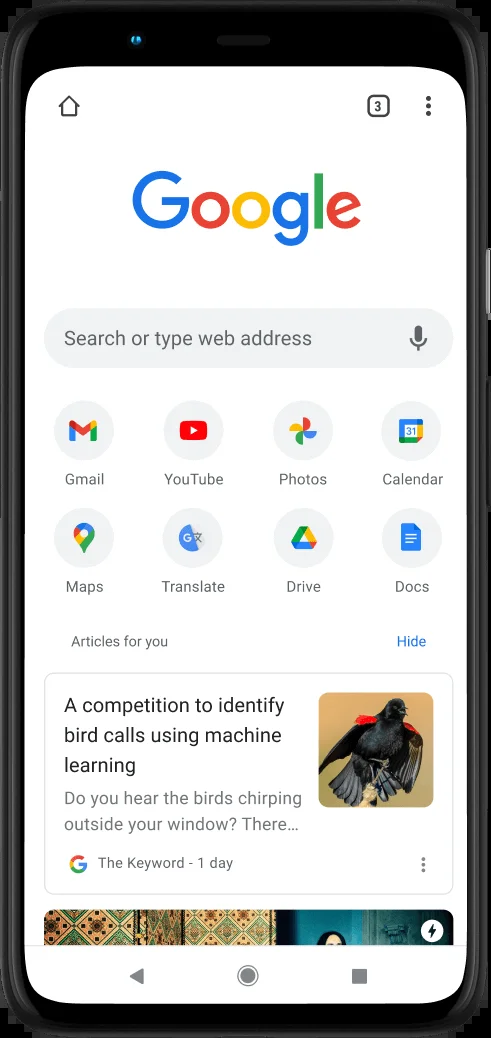 3
Google
Search or type web address
31
Gmail
YouTube
Photos
Calendar
G文
Maps
Translate
Drive
Docs
Articles for you
Hide
A competition to identify
bird calls using machine
learning
Do you hear the birds chirping
outside your window? There...
G The Keyword - 1 day